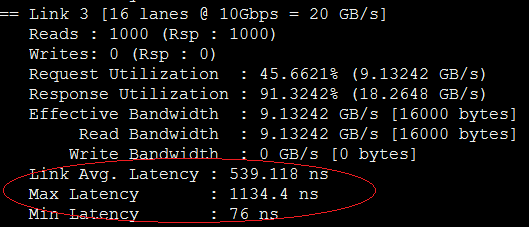 == Link 3 [16 lanes @ 10Gbps = 20 GB/s]
Reads : 1000 (Rsp : 1000)
Writes: 0 (Rsp : 0)
Request Utilization : 45.6621% (9.13242 GB/s)
Response Utilization : 91.3242% (18.2648 GB/s)
Effective Bandwidth : 9.13242 GB/s [16000 bytes]
Read Bandwidth : 9.13242 GB/s [16000 bytes]
Write Bandwidth : 0 GB/s [0 bytes]
Link Avg. Latency : 539.118 ns
Max Latency : 1134.4 ns
Min Latency : 76 ns